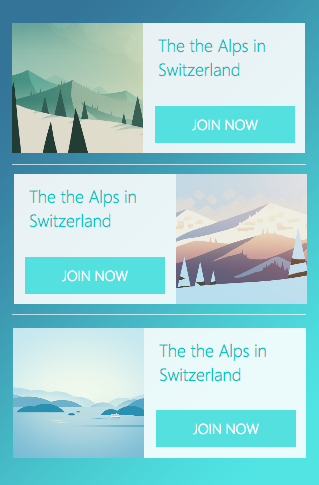 The the Alps in
Switzerland
JOIN NOW
The the Alps in
Switzerland
JOIN NOW
The the Alps in
Switzerland
JOIN NOW